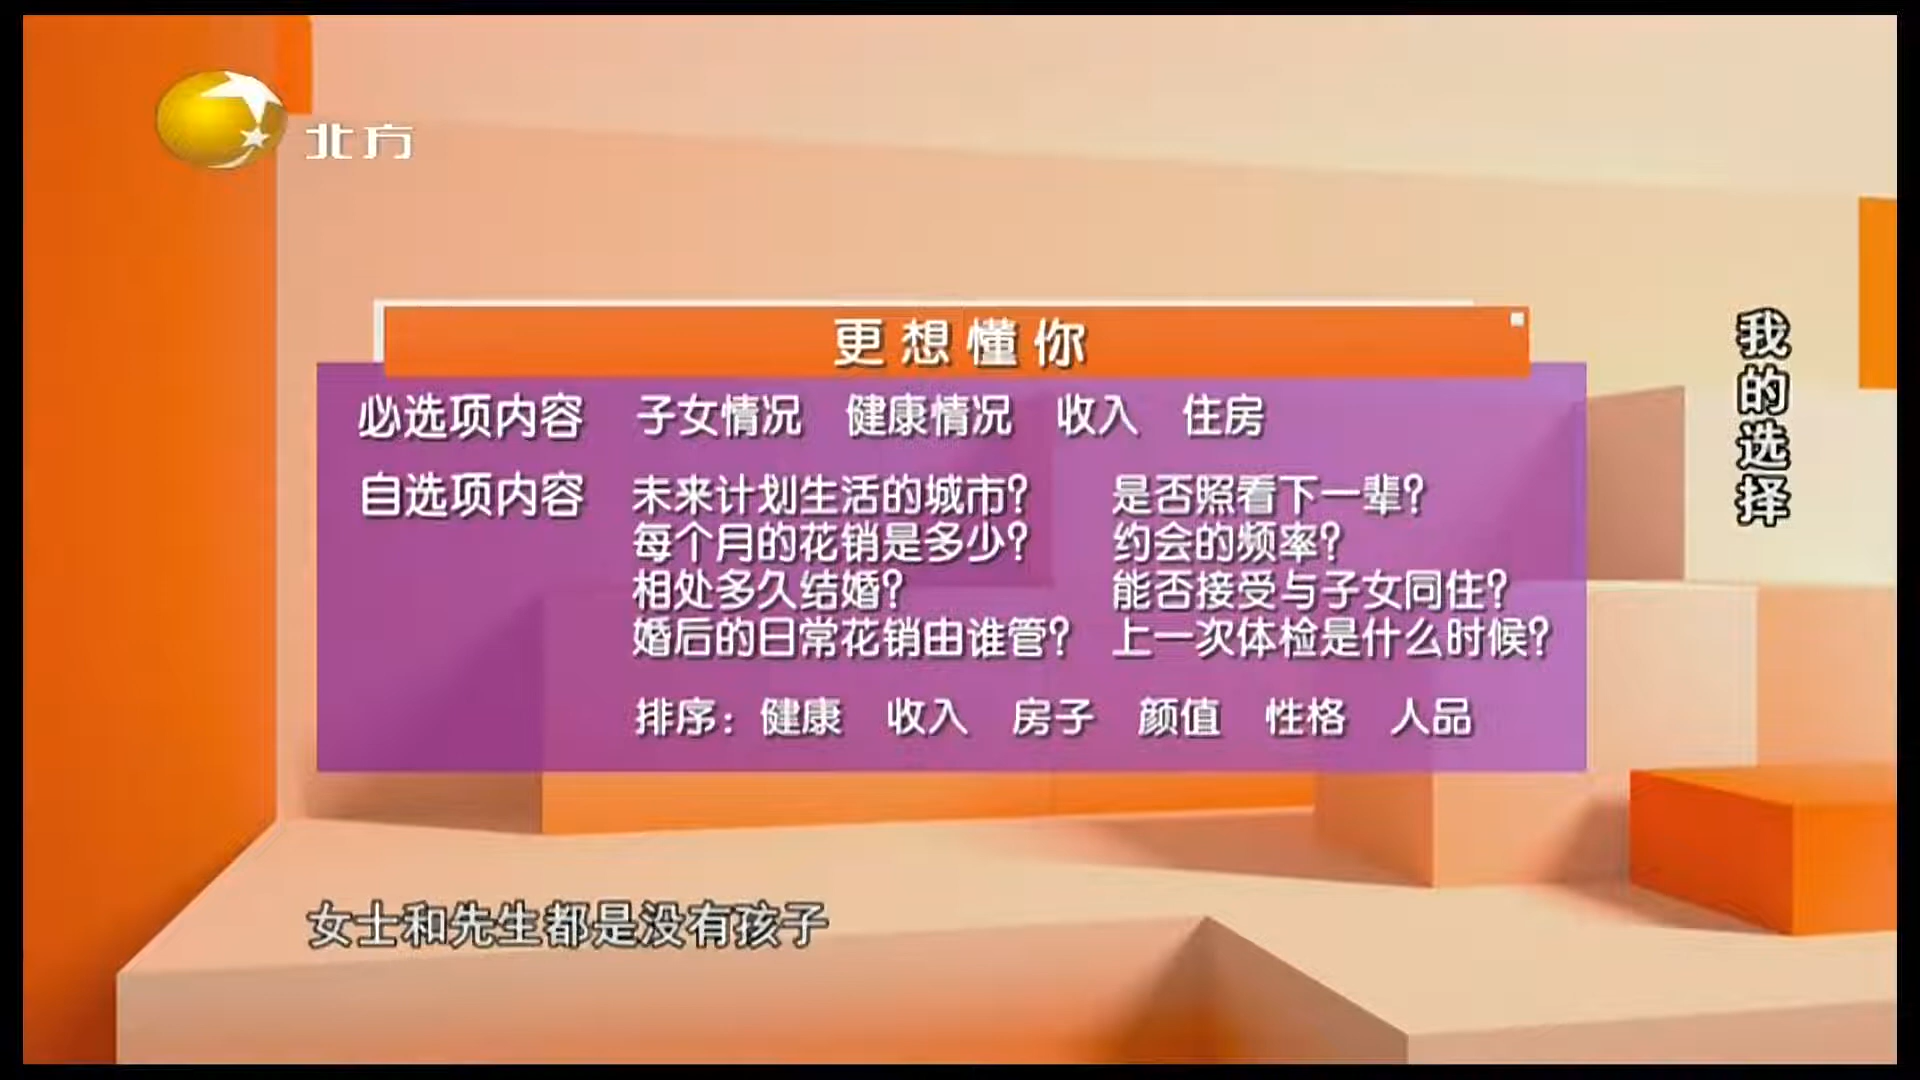 北方
更想懂你
必选项内容 子女情况 健康情况 收入 住房
自选项内容 未来计划生活的城市? 是否照看下一辈?
每个月的花销是多少? 约会的频率?
相处多久结婚? 能否接受与子女同住?
婚后的日常花销由谁管? 上一次体检是什么时候?
排序: 健康 收入 房子 颜值 性格 人品
我的选择
女士和先生都是没有孩子